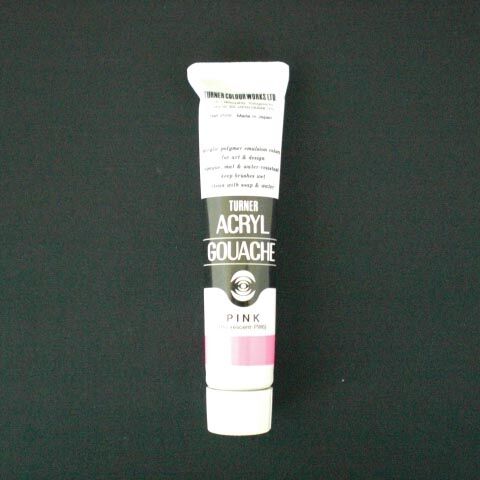 TURNER COLOUR WORKS LTD.
Made in Japan
acrylic polymer emulsion colour
for art & design
opaque, mat & water-resistant
keep brushes wet
clean with soap & water
TURNER
ACRYL
GOUACHE
PINK